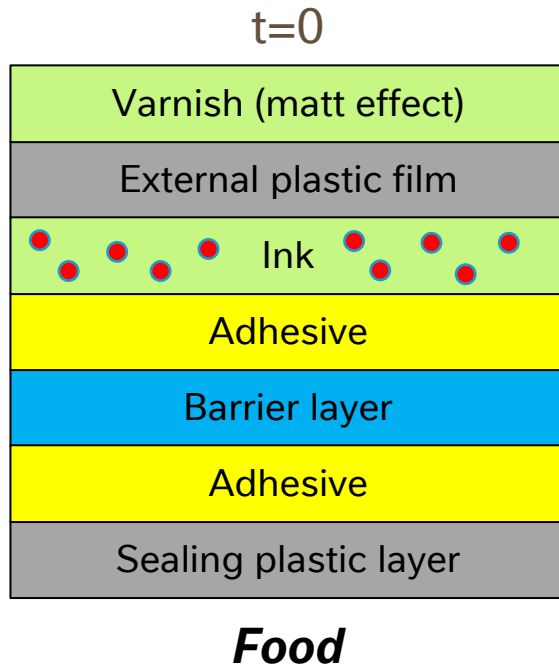 t=0
Varnish (matt effect)
External plastic film
Ink
Adhesive
Barrier layer
Adhesive
Sealing plastic layer
Food